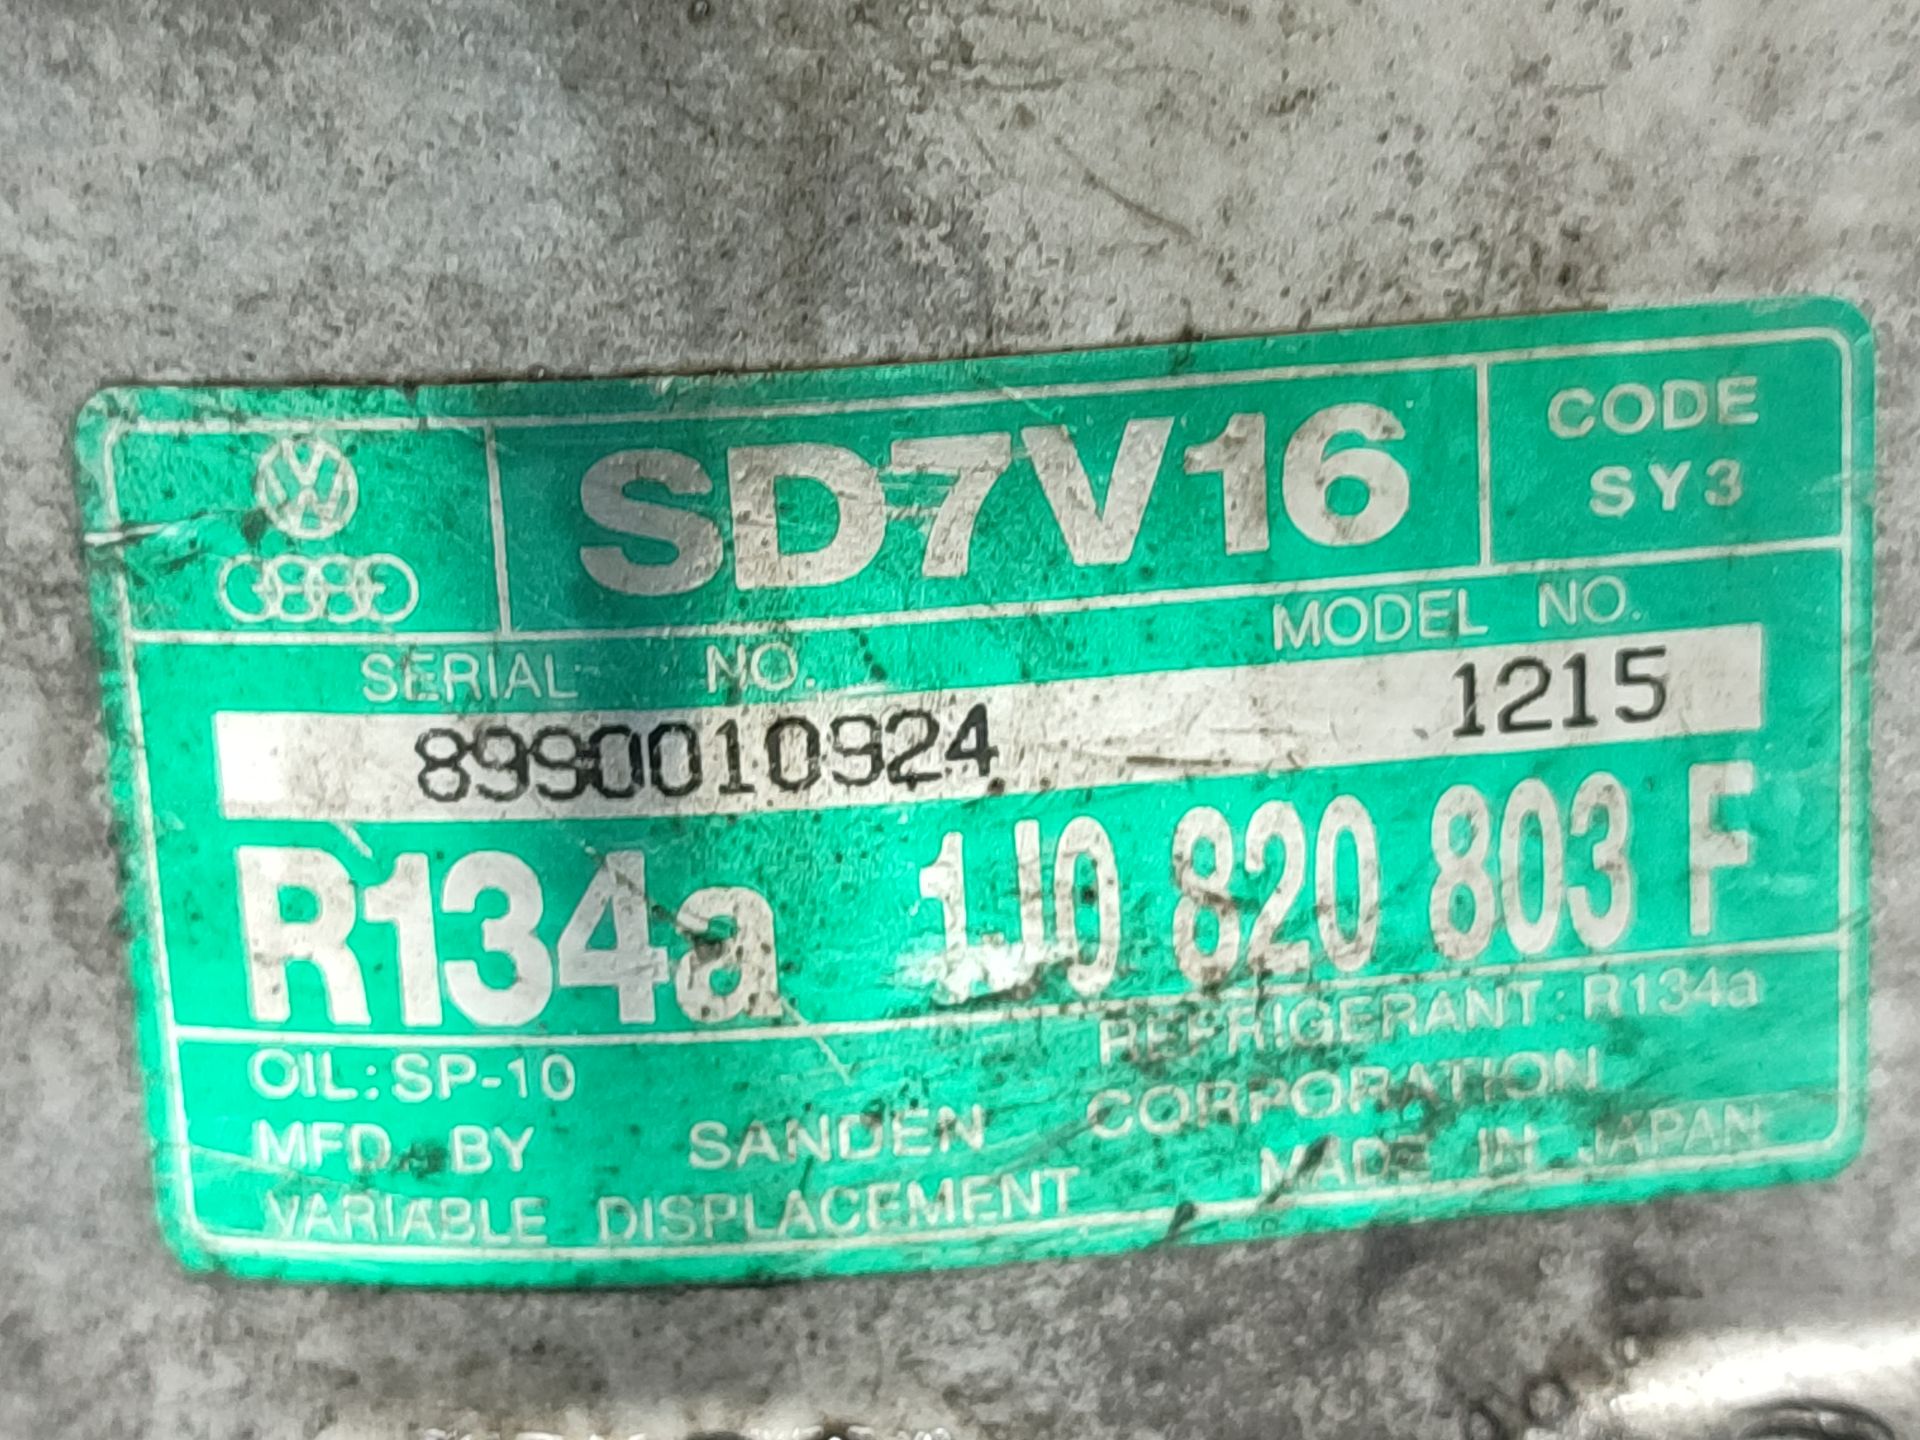 SD7V16
CODE
SY3
SERIAL NO. MODEL NO.
8990010924 1215
R134a 1J0 820 803 F
OIL: SP-10 REFRIGERANT: R134a
MFD. BY SANDEN CORPORATION
VARIABLE DISPLACEMENT MADE IN JAPAN